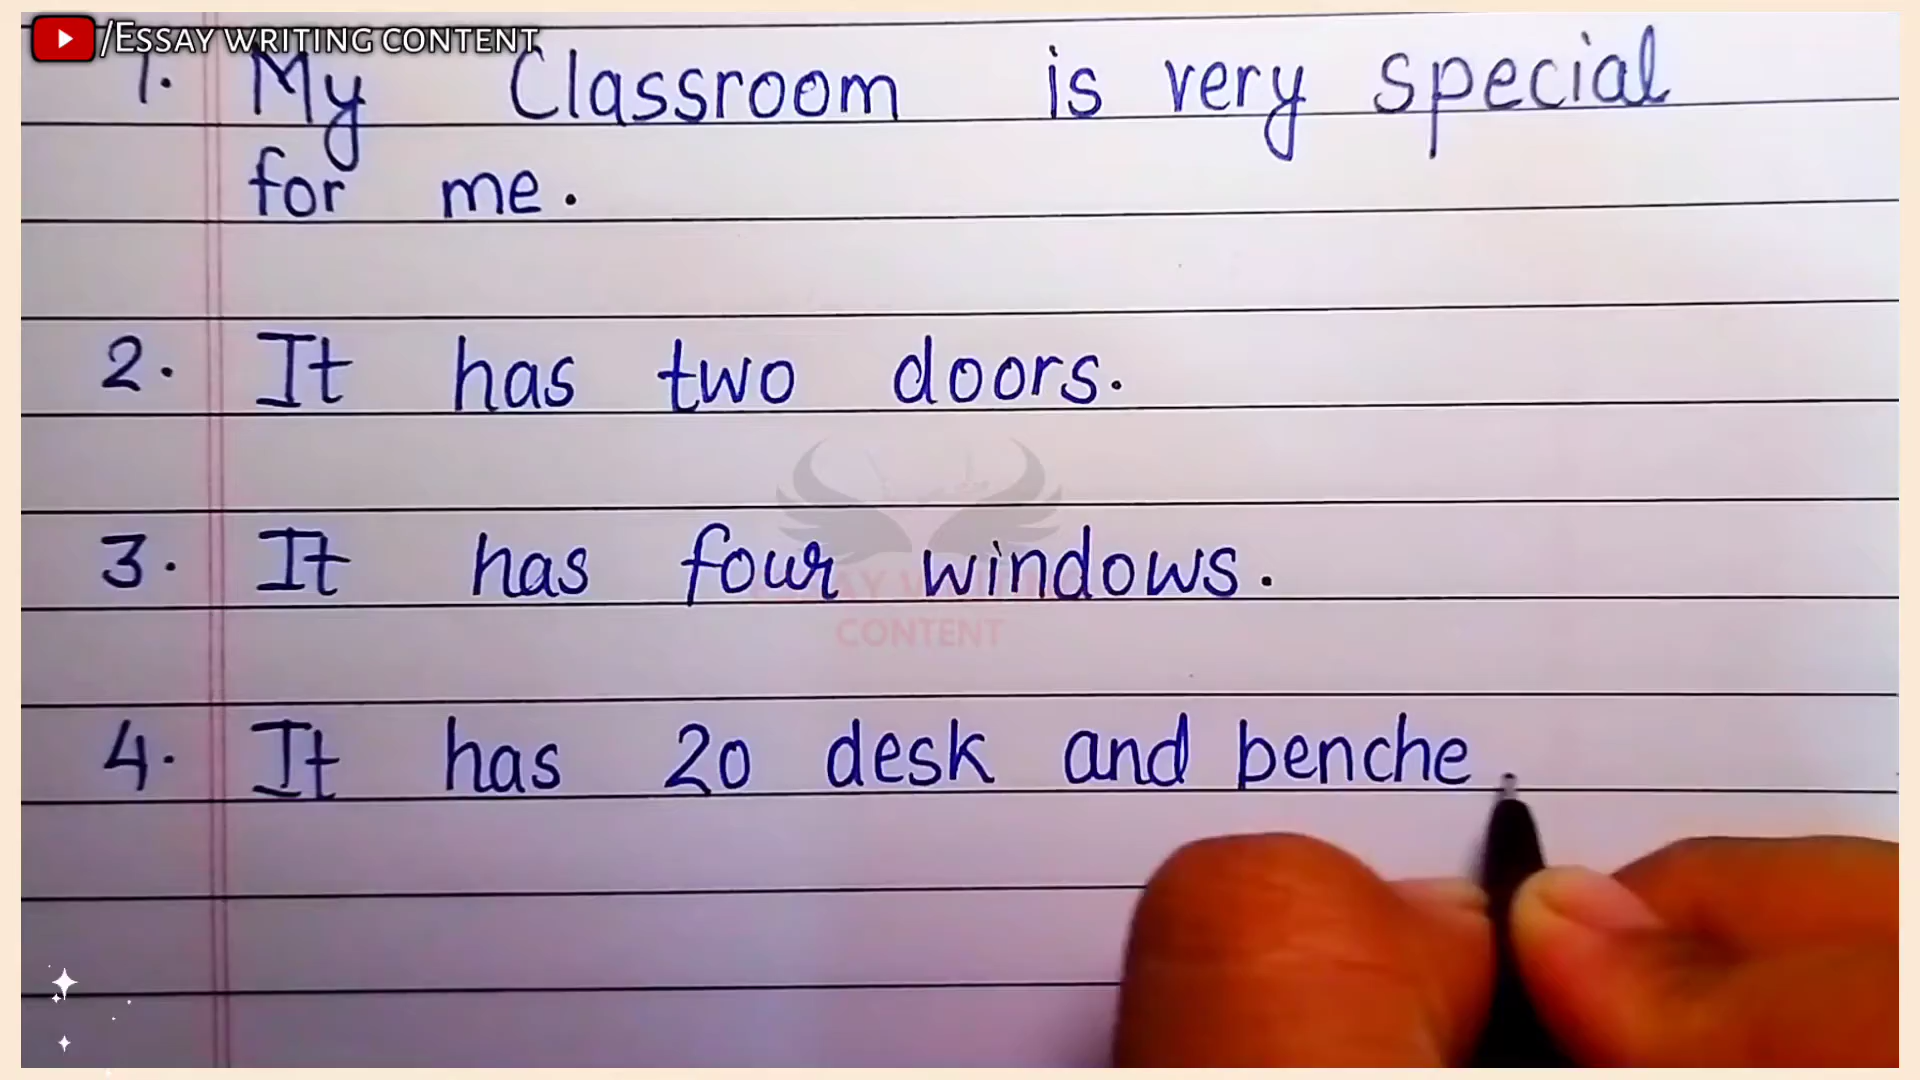 /ESSAY WRITING CONTENT
1. My Classroom is very special
for me.
2. It has two doors.
3. It has four windows.
CONTENT
4. It has 20 desk and benche